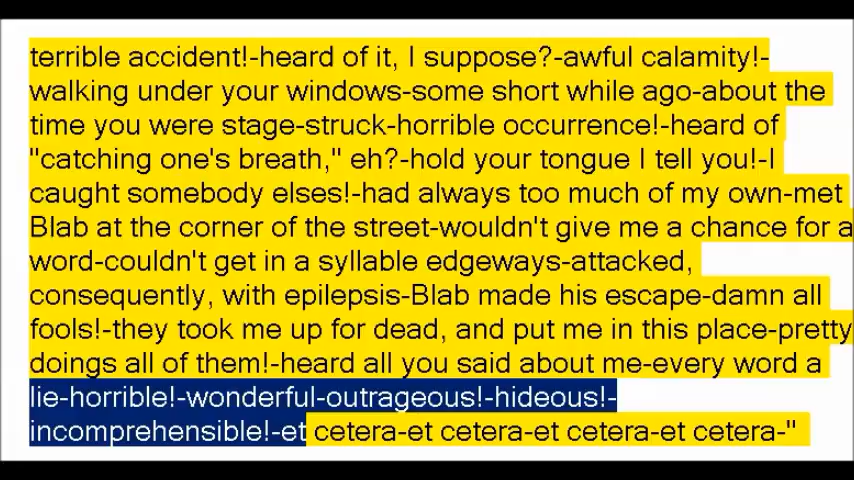 terrible accident!-heard of it, I suppose?-awful calamity!-
walking under your windows-some short while ago-about the
time you were stage-struck-horrible occurrence!-heard of
"catching one's breath," eh?-hold your tongue I tell you!-I
caught somebody elses!-had always too much of my own-met
Blab at the corner of the street-wouldn't give me a chance for a
word-couldn't get in a syllable edgeways-attacked,
consequently, with epilepsis-Blab made his escape-damn all
fools!-they took me up for dead, and put me in this place-pretty
doings all of them!-heard all you said about me-every word a
lie-horrible!-wonderful-outrageous!-hideous!-
incomprehensible!-et cetera-et cetera-et cetera-et cetera-"